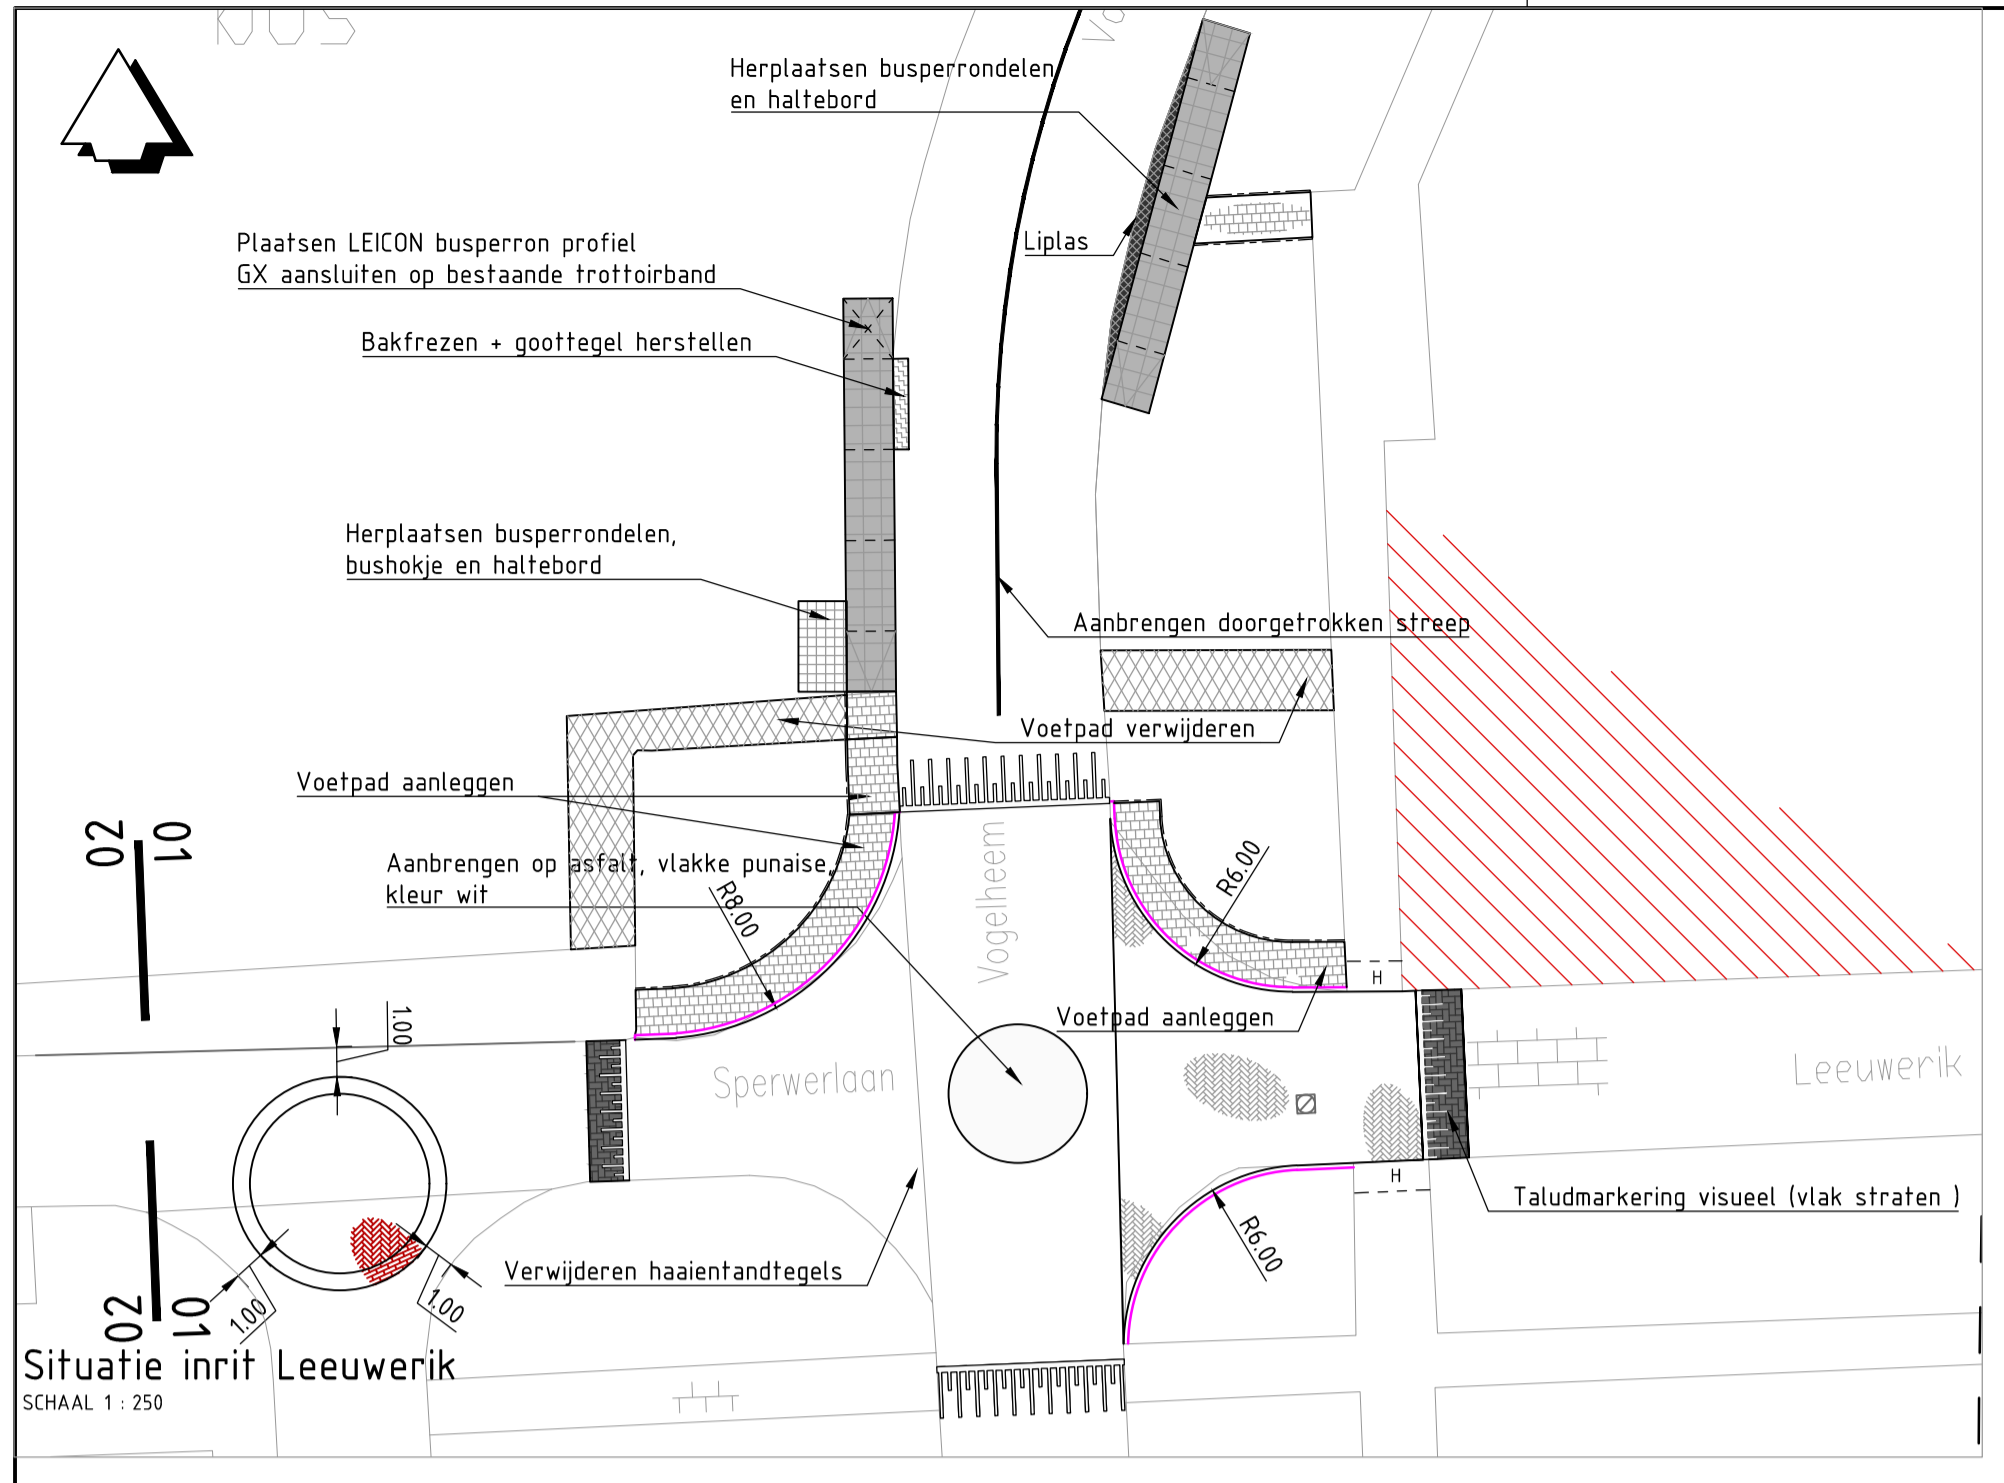 BUS
Herplaatsen busperrondelen
en haltebord
Plaatsen LEICON busperron profiel
GX aansluiten op bestaande trottoirband
Liplas
Bakfrezen + goottegel herstellen
Herplaatsen busperrondelen,
bushokje en haltebord
Aanbrengen doorgetrokken streep
Voetpad verwijderen
Voetpad aanleggen
02
01
Aanbrengen op asfalt, vlakke punaise,
kleur wit
R8.00
Vogelheem
R6.00
H
Voetpad aanleggen
1.00
Sperwerlaan
Leeuwerik
H
Taludmarkering visueel (vlak straten )
R6.00
Verwijderen haaientandtegels
1.00
1.00
02
01
Situatie inrit Leeuwerik
SCHAAL 1 : 250